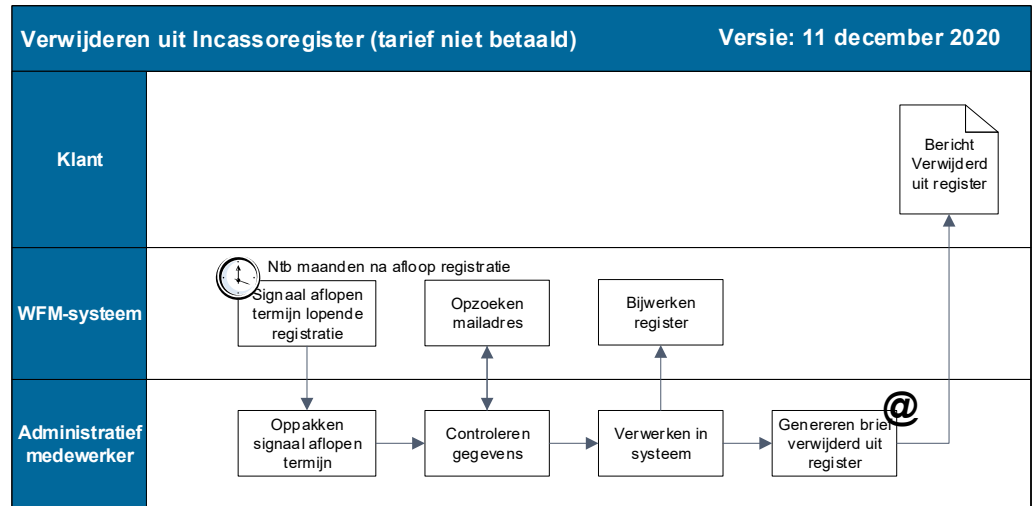 Verwijderen uit Incassoregister (tarief niet betaald)
Versie: 11 december 2020
Klant
Bericht
Verwijderd
uit register
WFM-systeem
Ntb maanden na afloop registratie
Signaal aflopen
termijn lopende
registratie
Opzoeken
mailadres
Bijwerken
register
Administratief
medewerker
Oppakken
signaal aflopen
termijn
Controleren
gegevens
Verwerken in
systeem
@
Genereren brief
verwijderd uit
register